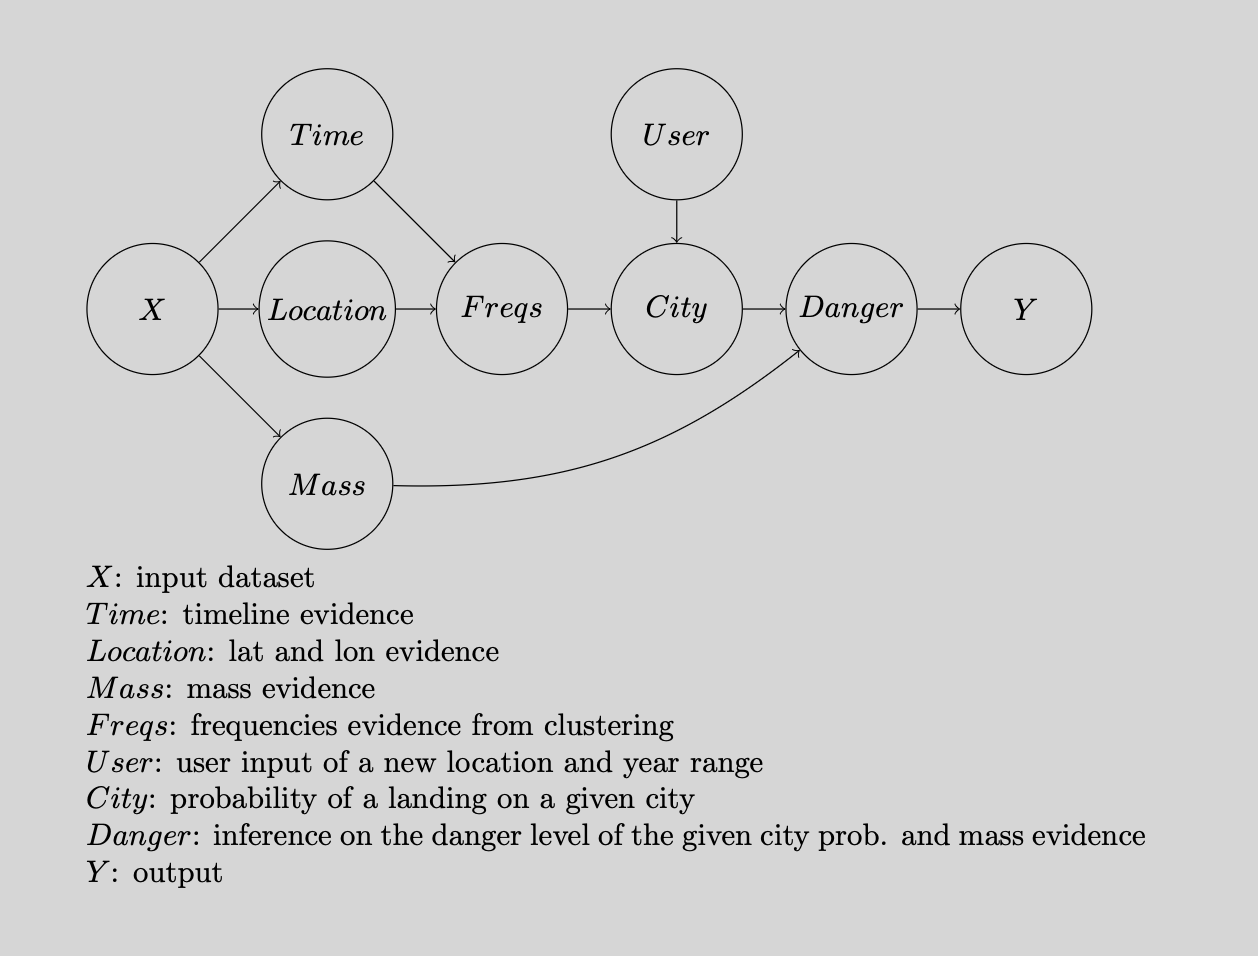 Time
User
X
Location
Freqs
City
Danger
Y
Mass
X: input dataset
Time: timeline evidence
Location: lat and lon evidence
Mass: mass evidence
Freqs: frequencies evidence from clustering
User: user input of a new location and year range
City: probability of a landing on a given city
Danger: inference on the danger level of the given city prob. and mass evidence
Y: output